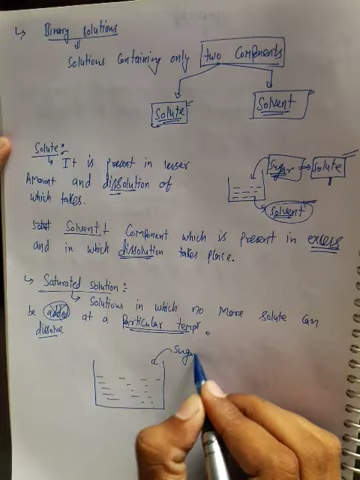 Binary solutions
Solutions containing only two Components
Solute Solvent
Solute:
It is present in lesser
Amount and dissolution of
which takes.
Sugar Solute
Solvent
Solvent: Component which is present in excess
and in which dissolution takes place.
Saturated Solution:
Solutions in which no More solute can
be added at a Particular temp.
dissolve
Sug